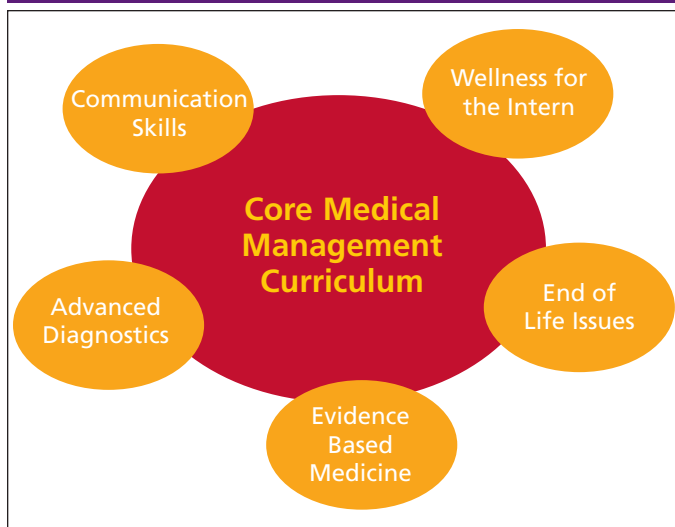 Communication
Skills
Wellness for
the Intern
Core Medical
Management
Curriculum
Advanced
Diagnostics
End of
Life Issues
Evidence
Based
Medicine